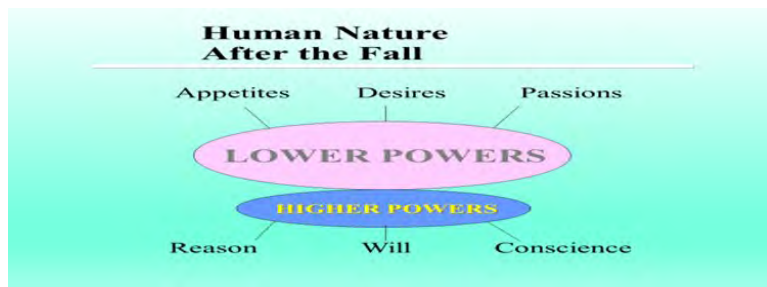 Human Nature
After the Fall
Appetites Desires Passions
LOWER POWERS
HIGHER POWERS
Reason Will Conscience